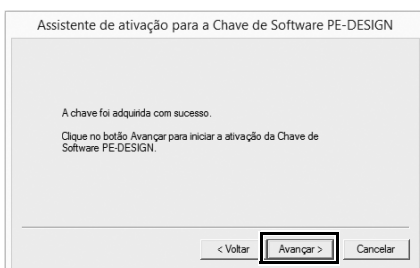 Assistente de ativação para a Chave de Software PE-DESIGN
A chave foi adquirida com sucesso.
Clique no botão Avançar para iniciar a ativação da Chave de
Software PE-DESIGN.
< Voltar
Avançar >
Cancelar